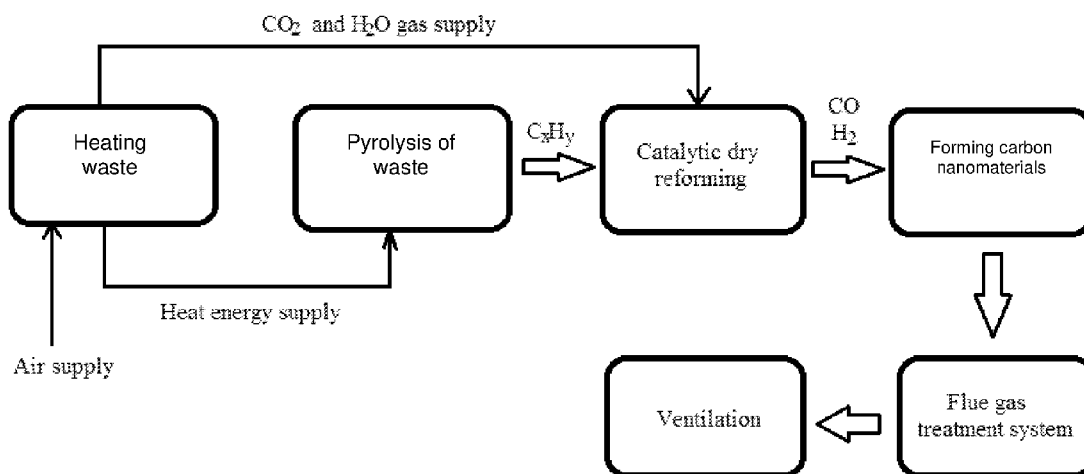 CO₂ and H₂O gas supply
Heating
waste
Pyrolysis of
waste
CₓHᵧ
Catalytic dry
reforming
CO
H₂
Forming carbon
nanomaterials
Heat energy supply
Air supply
Ventilation
Flue gas
treatment system